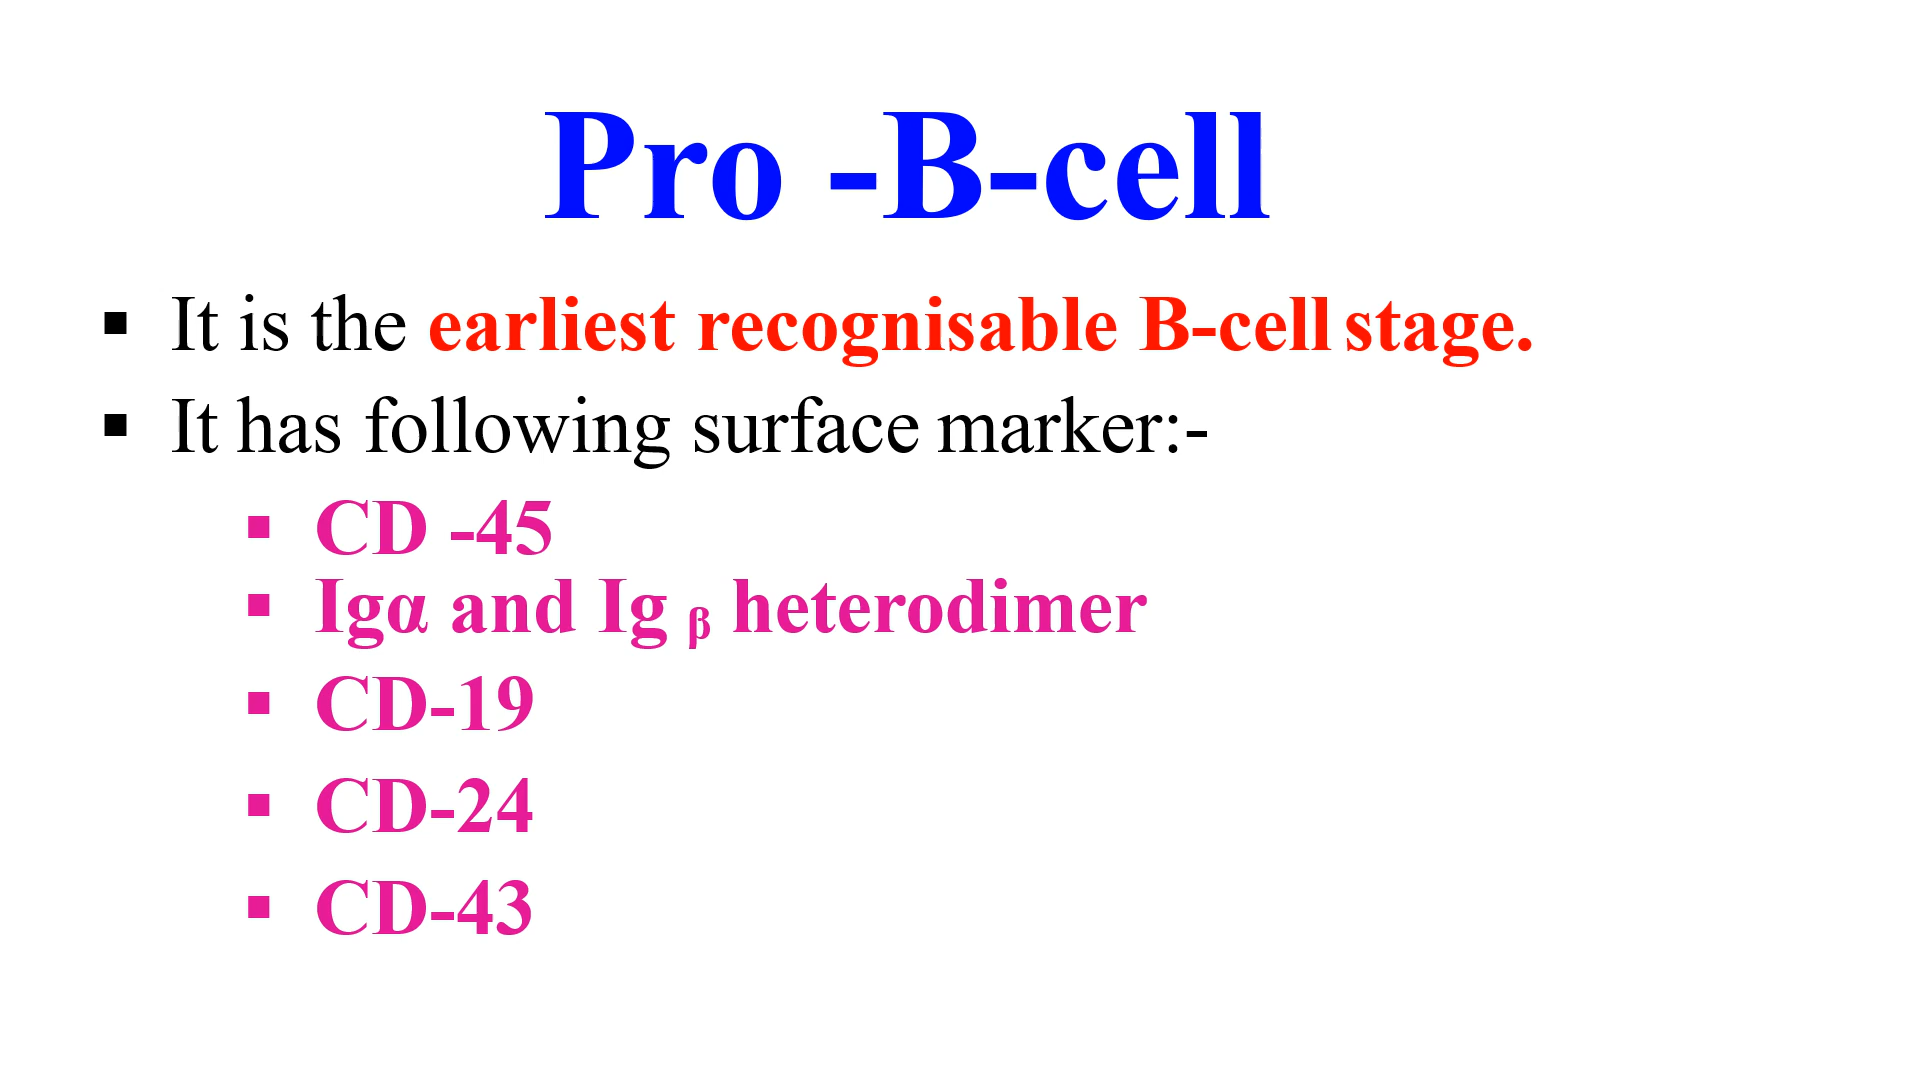 Pro -B-cell
▪ It is the earliest recognisable B-cell stage.
▪ It has following surface marker:-
▪ CD -45
▪ Igα and Ig β heterodimer
▪ CD-19
▪ CD-24
▪ CD-43